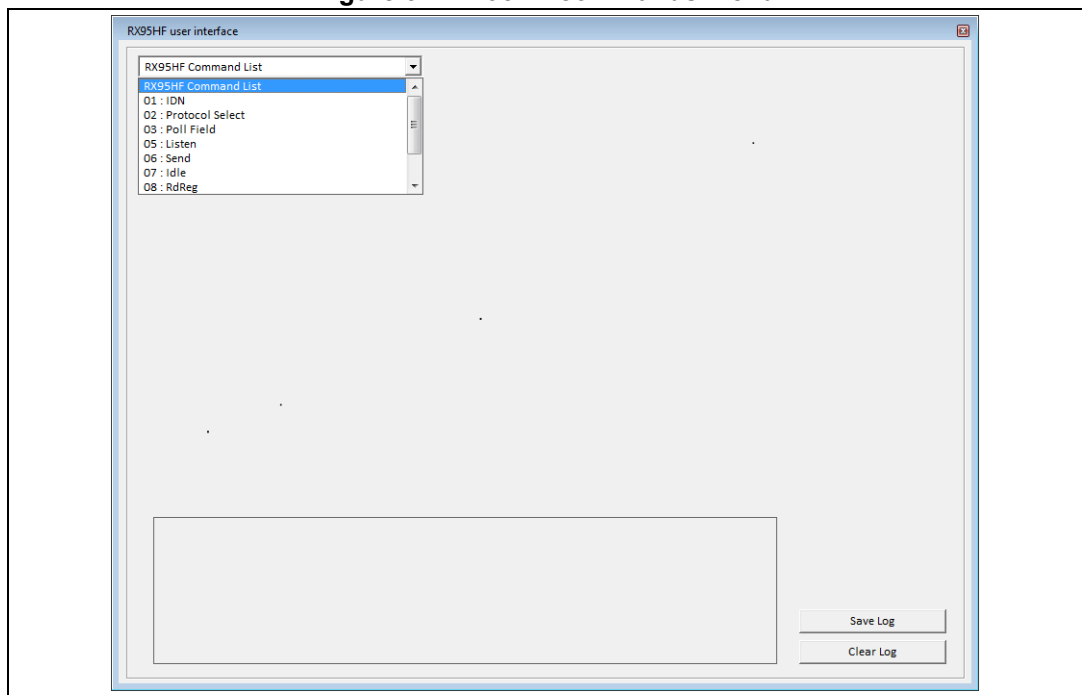 RX95HF user interface
RX95HF Command List
RX95HF Command List
01 : IDN
02 : Protocol Select
03 : Poll Field
05 : Listen
06 : Send
07 : Idle
08 : RdReg
Save Log
Clear Log